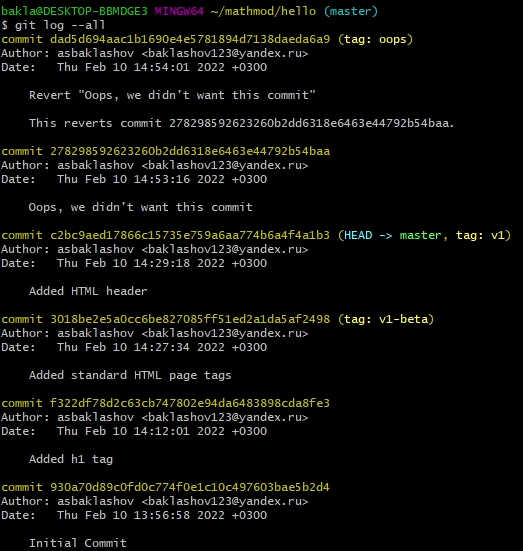 bakla@DESKTOP-BBMDGE3 MINGW64 ~/mathmod/hello (master)
$ git log --all
commit dad5d694aac1b1690e4e5781894d7138daeda6a9 (tag: oops)
Author: asbaklashov <baklashov123@yandex.ru>
Date:   Thu Feb 10 14:54:01 2022 +0300
    Revert "Oops, we didn't want this commit"
    This reverts commit 278298592623260b2dd6318e6463e44792b54baa.
commit 278298592623260b2dd6318e6463e44792b54baa
Author: asbaklashov <baklashov123@yandex.ru>
Date:   Thu Feb 10 14:53:16 2022 +0300
    Oops, we didn't want this commit
commit c2bc9aed17866c15735e759a6aa774b6a4f4a1b3 (HEAD -> master, tag: v1)
Author: asbaklashov <baklashov123@yandex.ru>
Date:   Thu Feb 10 14:29:18 2022 +0300
    Added HTML header
commit 3018be2e5a0cc6be827085ff51ed2a1da5af2498 (tag: v1-beta)
Author: asbaklashov <baklashov123@yandex.ru>
Date:   Thu Feb 10 14:27:34 2022 +0300
    Added standard HTML page tags
commit f322df78d2c63cb747802e94da6483898cda8fe3
Author: asbaklashov <baklashov123@yandex.ru>
Date:   Thu Feb 10 14:12:01 2022 +0300
    Added h1 tag
commit 930a70d89c0fd0c774f0e1c10c497603bae5b2d4
Author: asbaklashov <baklashov123@yandex.ru>
Date:   Thu Feb 10 13:56:58 2022 +0300
    Initial Commit